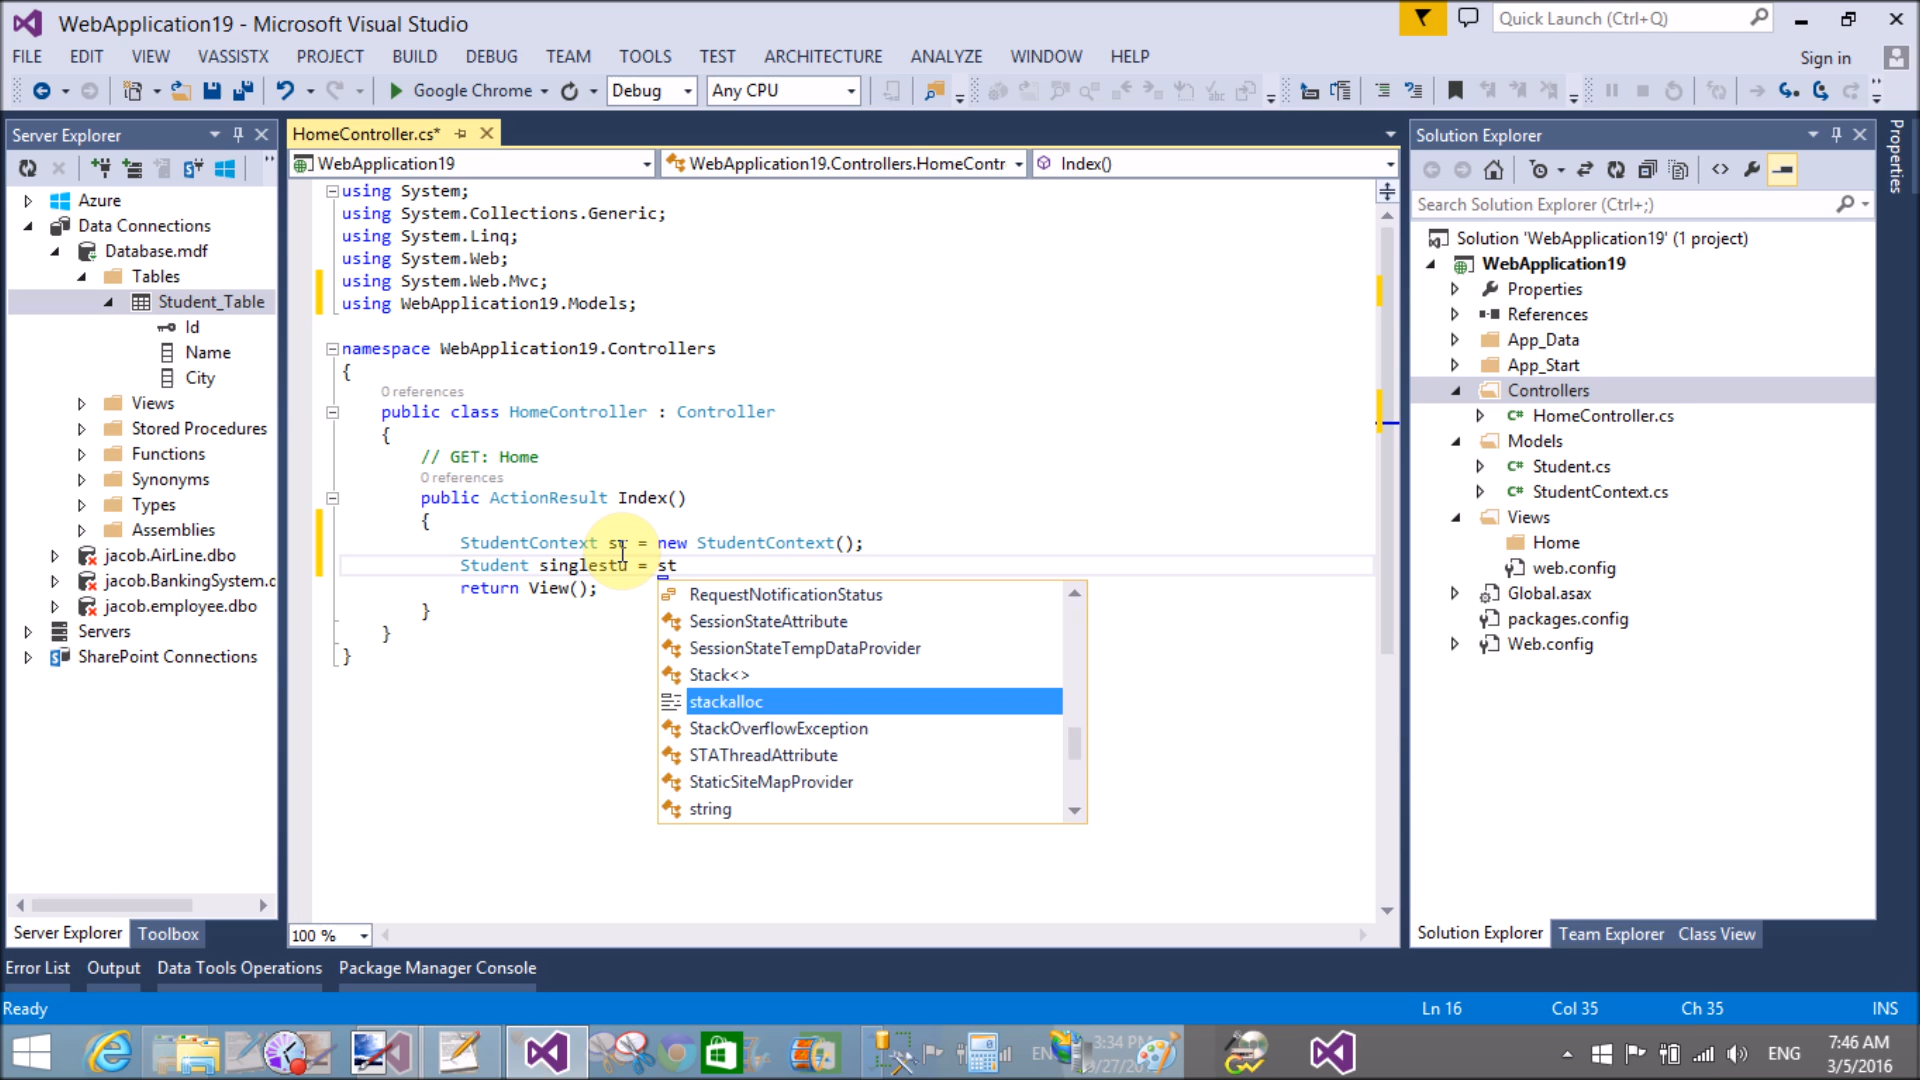 WebApplication19 - Microsoft Visual Studio
Quick Launch (Ctrl+Q)
FILE EDIT VIEW VASSISTX PROJECT BUILD DEBUG TEAM TOOLS TEST ARCHITECTURE ANALYZE WINDOW HELP
Sign in
Google Chrome Debug Any CPU
Server Explorer
Azure
Data Connections
Database.mdf
Tables
Student_Table
Id
Name
City
Views
Stored Procedures
Functions
Synonyms
Types
Assemblies
jacob.AirLine.dbo
jacob.BankingSystem.c
jacob.employee.dbo
Servers
SharePoint Connections
Server Explorer Toolbox
HomeController.cs*
WebApplication19 WebApplication19.Controllers.HomeContr Index()
using System;
using System.Collections.Generic;
using System.Linq;
using System.Web;
using System.Web.Mvc;
using WebApplication19.Models;
namespace WebApplication19.Controllers
{
0 references
public class HomeController : Controller
{
// GET: Home
0 references
public ActionResult Index()
{
StudentContext = new StudentContext();
Student singlestu = st
return View();
}
}
}
RequestNotificationStatus
SessionStateAttribute
SessionStateTempDataProvider
Stack<>
stackalloc
StackOverflowException
STAThreadAttribute
StaticSiteMapProvider
string
100 %
Solution Explorer
Search Solution Explorer (Ctrl+;)
Solution 'WebApplication19' (1 project)
WebApplication19
Properties
References
App_Data
App_Start
Controllers
HomeController.cs
Models
Student.cs
StudentContext.cs
Views
Home
web.config
Global.asax
packages.config
Web.config
Solution Explorer Team Explorer Class View
Properties
Error List Output Data Tools Operations Package Manager Console
Ready Ln 16 Col 35 Ch 35 INS
EN 3:34 PM
ENG 7:46 AM
3/5/2016